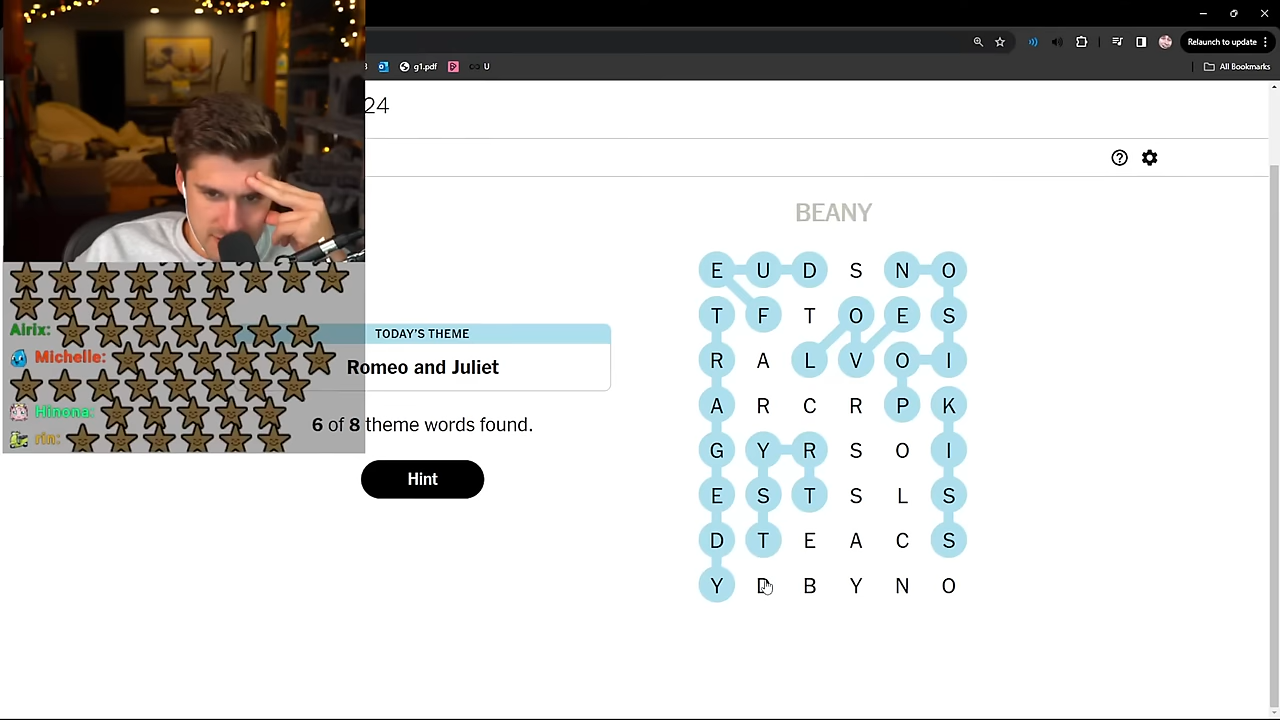 Relaunch to update
g1.pdf
U
All Bookmarks
24
BEANY
E U D S N O
T F T O E S
R A L V O I
A R C R P K
G Y R S O I
E S T S L S
D T E A C S
Y D B Y N O
TODAY'S THEME
Romeo and Juliet
6 of 8 theme words found.
Hint
Airix:
Michelle:
Hinona:
rin: